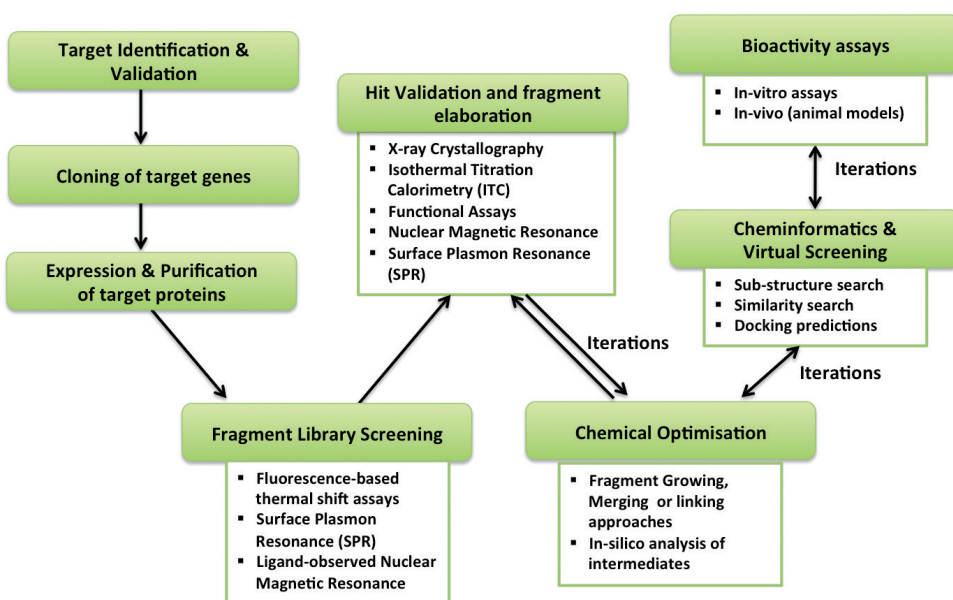 Target Identification &
Validation
Cloning of target genes
Expression & Purification
of target proteins
Fragment Library Screening
▪ Fluorescence-based
thermal shift assays
▪ Surface Plasmon
Resonance (SPR)
▪ Ligand-observed Nuclear
Magnetic Resonance
Hit Validation and fragment
elaboration
▪ X-ray Crystallography
▪ Isothermal Titration
Calorimetry (ITC)
▪ Functional Assays
▪ Nuclear Magnetic Resonance
▪ Surface Plasmon Resonance
(SPR)
Iterations
Chemical Optimisation
▪ Fragment Growing,
Merging or linking
approaches
▪ In-silico analysis of
intermediates
Iterations
Cheminformatics &
Virtual Screening
▪ Sub-structure search
▪ Similarity search
▪ Docking predictions
Iterations
Bioactivity assays
▪ In-vitro assays
▪ In-vivo (animal models)